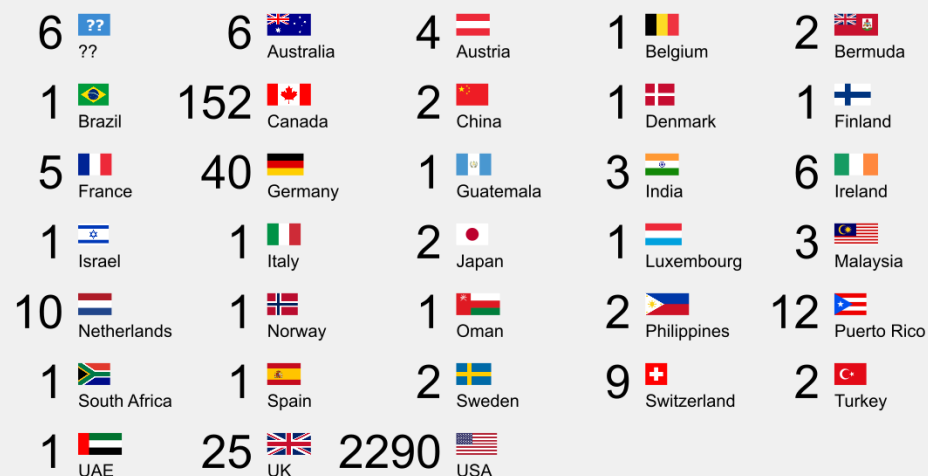 6 ?? ?? 6 Australia 4 Austria 1 Belgium 2 Bermuda
1 Brazil 152 Canada 2 China 1 Denmark 1 Finland
5 France 40 Germany 1 Guatemala 3 India 6 Ireland
1 Israel 1 Italy 2 Japan 1 Luxembourg 3 Malaysia
10 Netherlands 1 Norway 1 Oman 2 Philippines 12 Puerto Rico
1 South Africa 1 Spain 2 Sweden 9 Switzerland 2 Turkey
1 UAE 25 UK 2290 USA